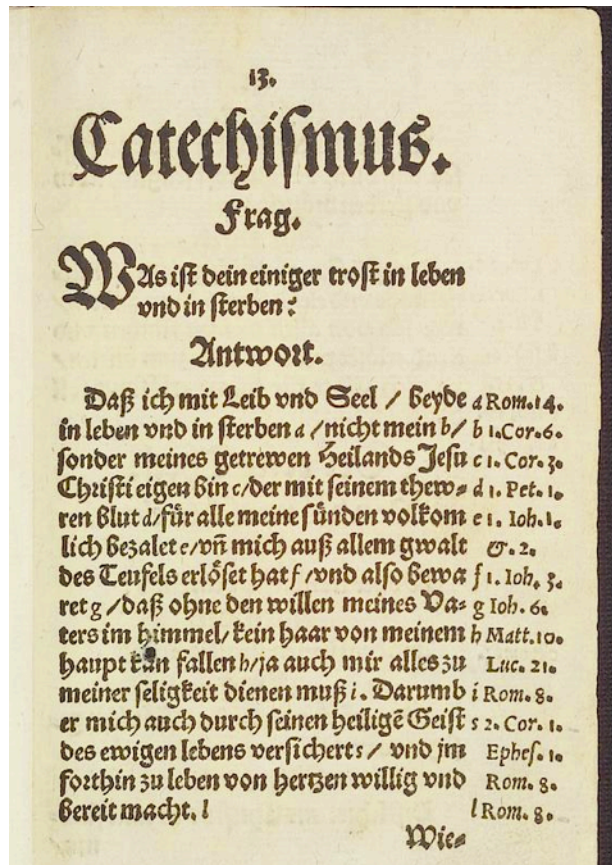 13.
Catechiſmus.
Frag.
WAs iſt dein einiger troſt in leben
vnd in ſterben?
Antwort.
Daß ich mit Leib vnd Seel / beyde a Rom. 14.
in leben vnd in ſterben a /nicht mein b/ b 1. Cor. 6.
ſonder meines getrewen Heilands Jeſu c 1. Cor. 3.
Chriſti eigen bin c/der mit ſeinem thew= d 1. Pet. 1.
ren blut d/für alle meine ſünden volkom e 1. Ioh. 1.
lich bezalet e/vñ mich auß allem gwalt &. 2.
des Teufels erlöſet hat f /vnd alſo bewa f 1. Ioh. 3.
ret g /daß ohne den willen meines Va= g Ioh. 6.
ters im himmel/kein haar von meinem h Matt. 10.
haupt kan fallen h/ja auch mir alles zu Luc. 21.
meiner ſeligkeit dienen muß i. Darumb i Rom. 8.
er mich auch durch ſeinen heiligē Geiſt s 2. Cor. 1.
des ewigen lebens verſichert s / vnd jm Epheſ. 1.
forthin zu leben von hertzen willig vnd Rom. 8.
bereit macht. l l Rom. 8.
Wie=